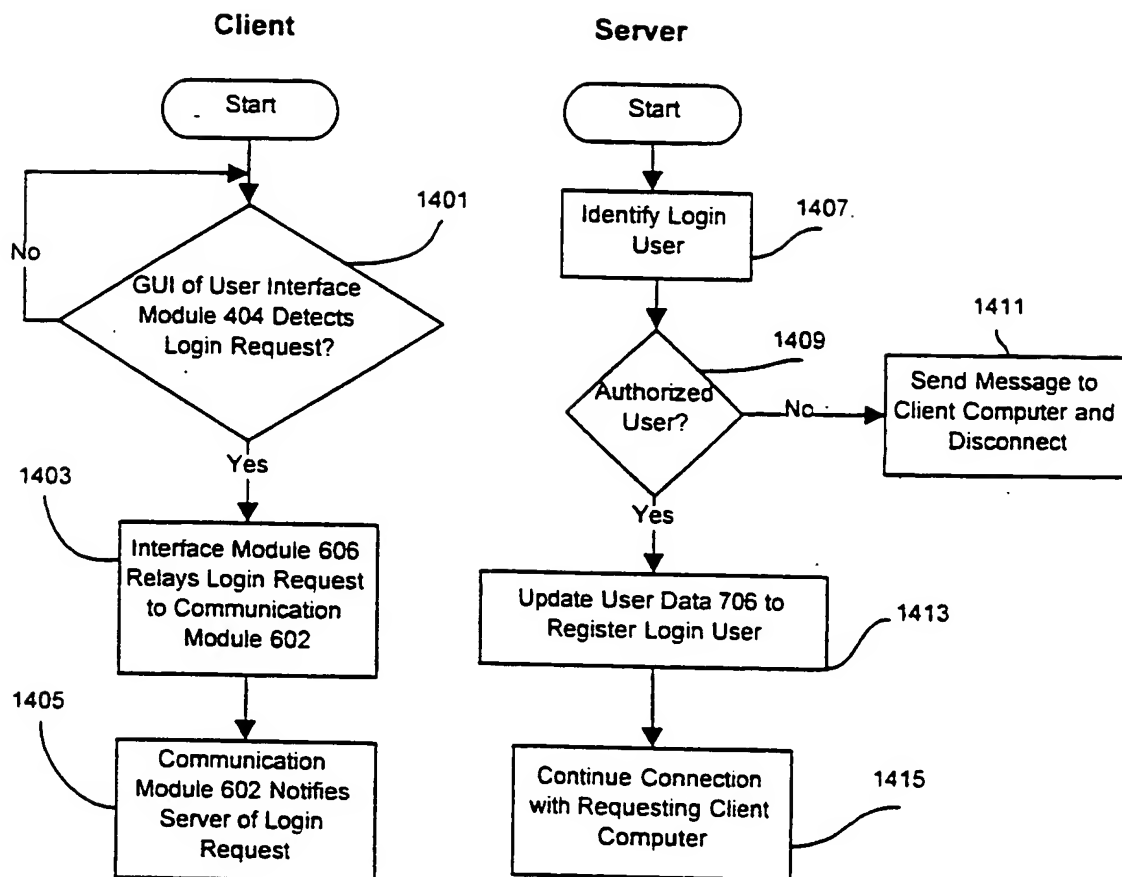 Client
Start
1401
No
GUI of User Interface
Module 404 Detects
Login Request?
Yes
1403
Interface Module 606
Relays Login Request
to Communication
Module 602
1405
Communication
Module 602 Notifies
Server of Login
Request
Server
Start
Identify Login
User
1407
1409
Authorized
User?
No
1411
Send Message to
Client Computer and
Disconnect
Yes
Update User Data 706 to
Register Login User
1413
Continue Connection
with Requesting Client
Computer
1415